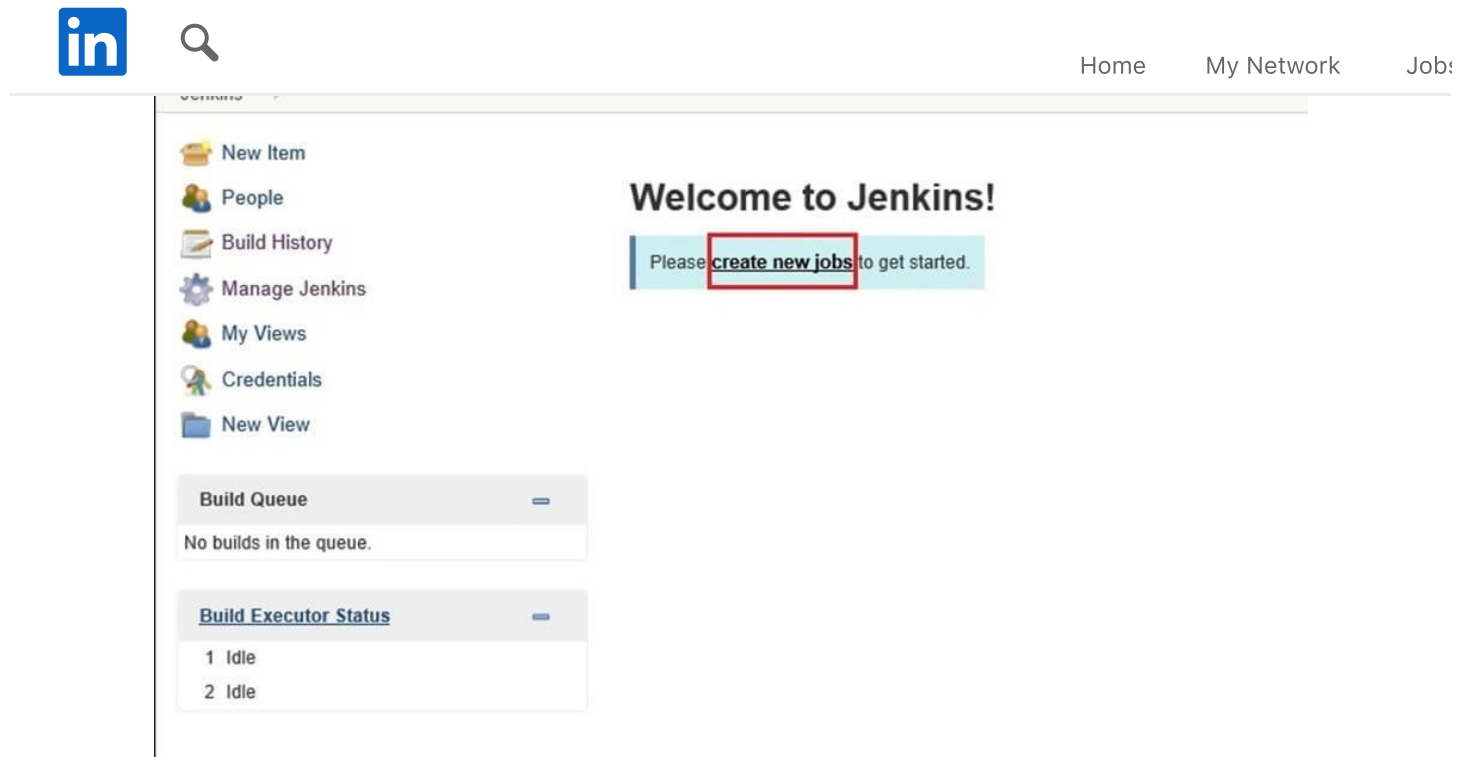 in
Home My Network Jobs
Jenkins
New Item
People
Build History
Manage Jenkins
My Views
Credentials
New View
Welcome to Jenkins!
Please create new jobs to get started.
Build Queue
No builds in the queue.
Build Executor Status
1 Idle
2 Idle